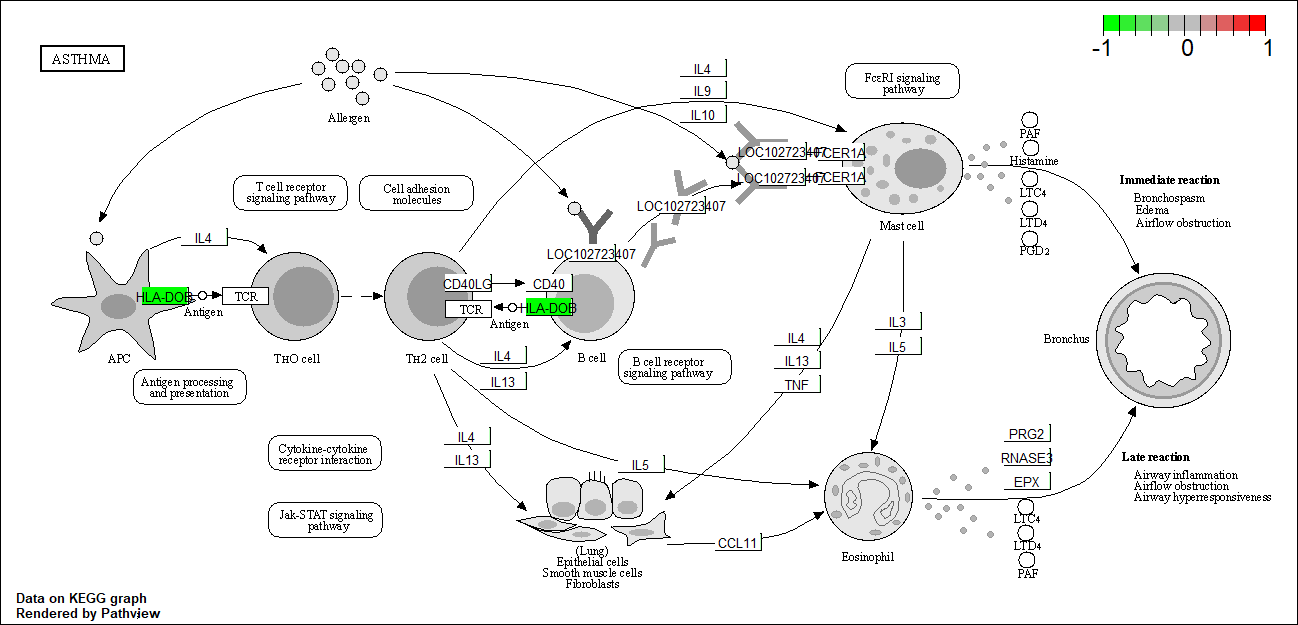 ASTHMA
Allergen
IL4
IL9
IL10
FcεRI signaling
pathway
-1
0
1
LOC102723407
FCER1A
LOC102723407
FCER1A
Mast cell
PAF
Histamine
LTC4
LTD4
PGD2
Immediate reaction
Bronchospasm
Edema
Airflow obstruction
T cell receptor
signaling pathway
Cell adhesion
molecules
LOC102723407
LOC102723407
IL4
HLA-DOB
Antigen
TCR
APC
TH0 cell
CD40LG
CD40
TCR
HLA-DOB
Antigen
TH2 cell
B cell
IL4
IL13
B cell receptor
signaling pathway
IL4
IL13
TNF
IL3
IL5
Bronchus
Antigen processing
and presentation
Cytokine-cytokine
receptor interaction
Jak-STAT signaling
pathway
IL4
IL13
IL5
(Lung)
Epithelial cells
Smooth muscle cells
Fibroblasts
CCL11
Eosinophil
PRG2
RNASE3
EPX
LTC4
LTD4
PAF
Late reaction
Airway inflammation
Airflow obstruction
Airway hyperresponsiveness
Data on KEGG graph
Rendered by Pathview